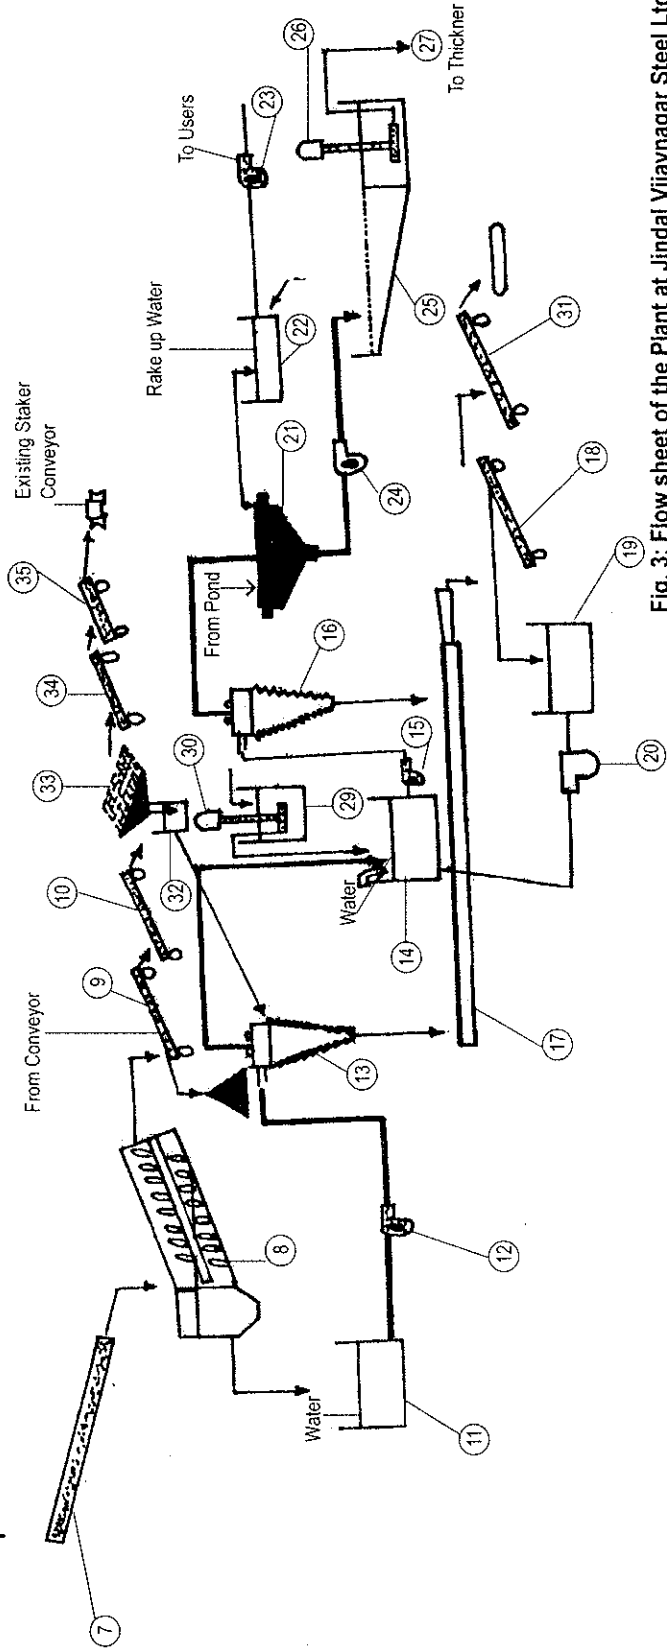 7
8
From Conveyor
9
10
33
34
35
Existing Staker
Conveyor
Water
11
12
13
32
30
29
Water
14
15
16
From Pond
21
Rake up Water
22
To Users
23
24
26
25
27
To Thickner
17
18
19
20
31
Fig. 3: Flow sheet of the Plant at Jindal Vijaynagar Steel Ltd